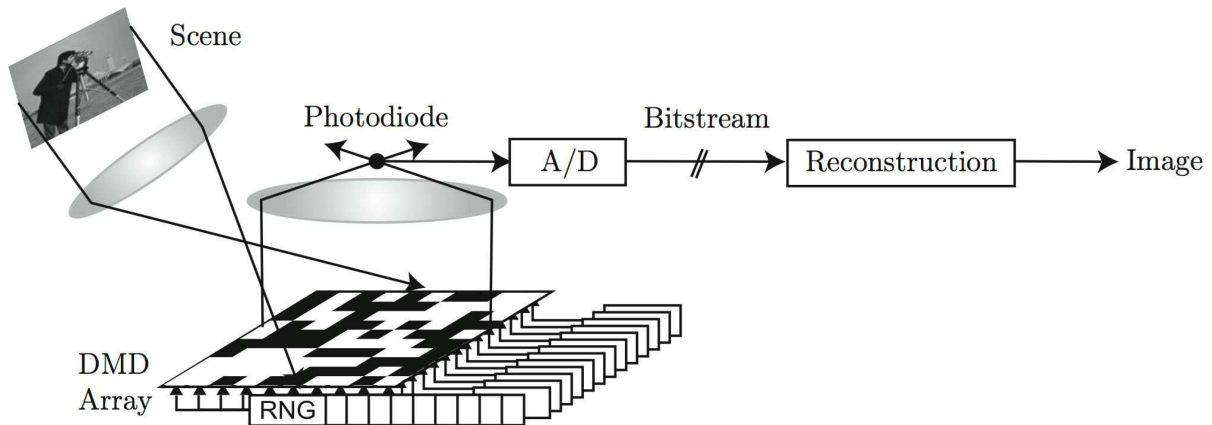 Scene
Photodiode
Bitstream
A/D
Reconstruction
Image
DMD
Array
RNG